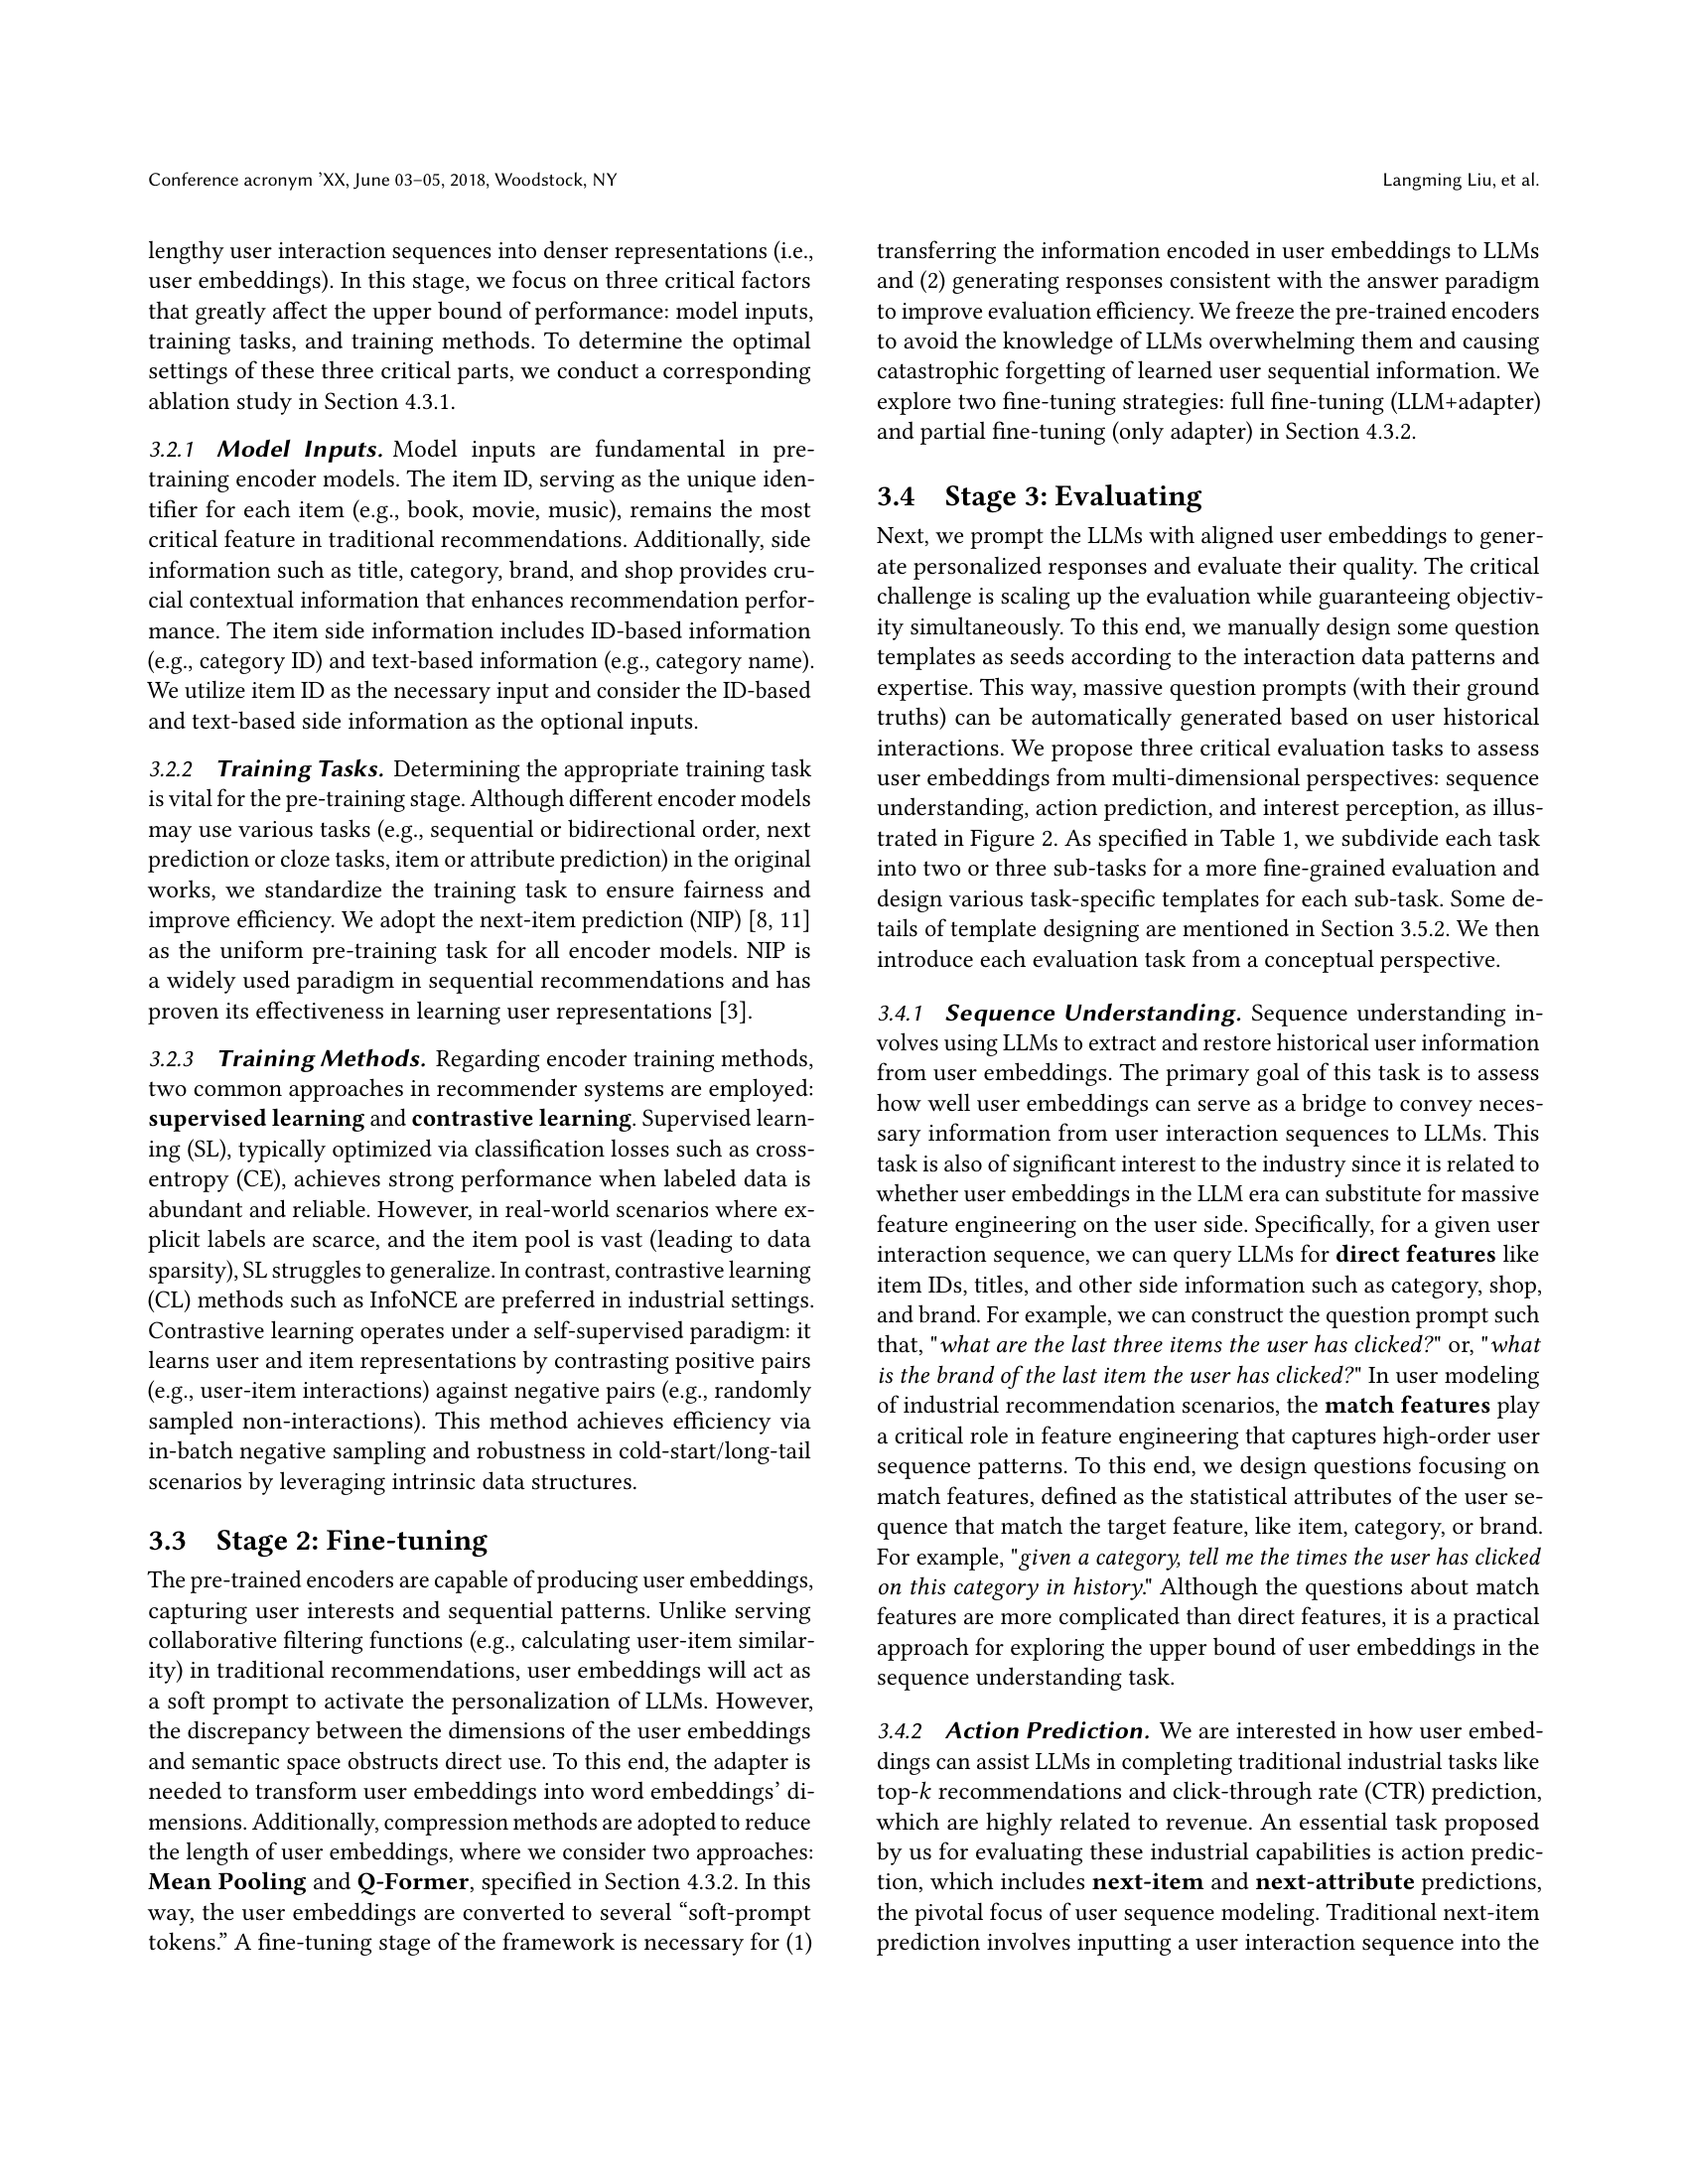 Conference acronym ’XX, June 03–05, 2018, Woodstock, NY
Langming Liu, et al.
lengthy user interaction sequences into denser representations (i.e.,
user embeddings). In this stage, we focus on three critical factors
that greatly affect the upper bound of performance: model inputs,
training tasks, and training methods. To determine the optimal
settings of these three critical parts, we conduct a corresponding
ablation study in Section 4.3.1.
3.2.1 Model Inputs. Model inputs are fundamental in pre-
training encoder models. The item ID, serving as the unique iden-
tifier for each item (e.g., book, movie, music), remains the most
critical feature in traditional recommendations. Additionally, side
information such as title, category, brand, and shop provides cru-
cial contextual information that enhances recommendation perfor-
mance. The item side information includes ID-based information
(e.g., category ID) and text-based information (e.g., category name).
We utilize item ID as the necessary input and consider the ID-based
and text-based side information as the optional inputs.
3.2.2 Training Tasks. Determining the appropriate training task
is vital for the pre-training stage. Although different encoder models
may use various tasks (e.g., sequential or bidirectional order, next
prediction or cloze tasks, item or attribute prediction) in the original
works, we standardize the training task to ensure fairness and
improve efficiency. We adopt the next-item prediction (NIP) [8, 11]
as the uniform pre-training task for all encoder models. NIP is
a widely used paradigm in sequential recommendations and has
proven its effectiveness in learning user representations [3].
3.2.3 Training Methods. Regarding encoder training methods,
two common approaches in recommender systems are employed:
supervised learning and contrastive learning. Supervised learn-
ing (SL), typically optimized via classification losses such as cross-
entropy (CE), achieves strong performance when labeled data is
abundant and reliable. However, in real-world scenarios where ex-
plicit labels are scarce, and the item pool is vast (leading to data
sparsity), SL struggles to generalize. In contrast, contrastive learning
(CL) methods such as InfoNCE are preferred in industrial settings.
Contrastive learning operates under a self-supervised paradigm: it
learns user and item representations by contrasting positive pairs
(e.g., user-item interactions) against negative pairs (e.g., randomly
sampled non-interactions). This method achieves efficiency via
in-batch negative sampling and robustness in cold-start/long-tail
scenarios by leveraging intrinsic data structures.
3.3 Stage 2: Fine-tuning
The pre-trained encoders are capable of producing user embeddings,
capturing user interests and sequential patterns. Unlike serving
collaborative filtering functions (e.g., calculating user-item similar-
ity) in traditional recommendations, user embeddings will act as
a soft prompt to activate the personalization of LLMs. However,
the discrepancy between the dimensions of the user embeddings
and semantic space obstructs direct use. To this end, the adapter is
needed to transform user embeddings into word embeddings’ di-
mensions. Additionally, compression methods are adopted to reduce
the length of user embeddings, where we consider two approaches:
Mean Pooling and Q-Former, specified in Section 4.3.2. In this
way, the user embeddings are converted to several “soft-prompt
tokens.” A fine-tuning stage of the framework is necessary for (1)
transferring the information encoded in user embeddings to LLMs
and (2) generating responses consistent with the answer paradigm
to improve evaluation efficiency. We freeze the pre-trained encoders
to avoid the knowledge of LLMs overwhelming them and causing
catastrophic forgetting of learned user sequential information. We
explore two fine-tuning strategies: full fine-tuning (LLM+adapter)
and partial fine-tuning (only adapter) in Section 4.3.2.
3.4 Stage 3: Evaluating
Next, we prompt the LLMs with aligned user embeddings to gener-
ate personalized responses and evaluate their quality. The critical
challenge is scaling up the evaluation while guaranteeing objectiv-
ity simultaneously. To this end, we manually design some question
templates as seeds according to the interaction data patterns and
expertise. This way, massive question prompts (with their ground
truths) can be automatically generated based on user historical
interactions. We propose three critical evaluation tasks to assess
user embeddings from multi-dimensional perspectives: sequence
understanding, action prediction, and interest perception, as illus-
trated in Figure 2. As specified in Table 1, we subdivide each task
into two or three sub-tasks for a more fine-grained evaluation and
design various task-specific templates for each sub-task. Some de-
tails of template designing are mentioned in Section 3.5.2. We then
introduce each evaluation task from a conceptual perspective.
3.4.1 Sequence Understanding. Sequence understanding in-
volves using LLMs to extract and restore historical user information
from user embeddings. The primary goal of this task is to assess
how well user embeddings can serve as a bridge to convey neces-
sary information from user interaction sequences to LLMs. This
task is also of significant interest to the industry since it is related to
whether user embeddings in the LLM era can substitute for massive
feature engineering on the user side. Specifically, for a given user
interaction sequence, we can query LLMs for direct features like
item IDs, titles, and other side information such as category, shop,
and brand. For example, we can construct the question prompt such
that, "what are the last three items the user has clicked?" or, "what
is the brand of the last item the user has clicked?" In user modeling
of industrial recommendation scenarios, the match features play
a critical role in feature engineering that captures high-order user
sequence patterns. To this end, we design questions focusing on
match features, defined as the statistical attributes of the user se-
quence that match the target feature, like item, category, or brand.
For example, "given a category, tell me the times the user has clicked
on this category in history." Although the questions about match
features are more complicated than direct features, it is a practical
approach for exploring the upper bound of user embeddings in the
sequence understanding task.
3.4.2 Action Prediction. We are interested in how user embed-
dings can assist LLMs in completing traditional industrial tasks like
top-k recommendations and click-through rate (CTR) prediction,
which are highly related to revenue. An essential task proposed
by us for evaluating these industrial capabilities is action predic-
tion, which includes next-item and next-attribute predictions,
the pivotal focus of user sequence modeling. Traditional next-item
prediction involves inputting a user interaction sequence into the